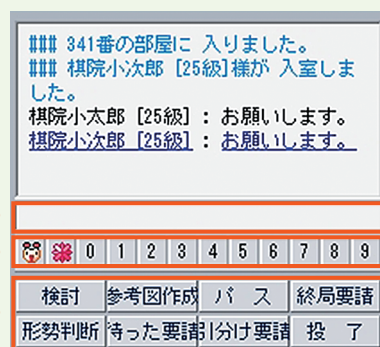 ### 341番の部屋に 入りました。
### 棋院小次郎 [25級]様が 入室しま
した。
棋院小太郎 [25級] : お願いします。
棋院小次郎 [25級] : お願いします。
0 1 2 3 4 5 6 7 8 9
検討 参考図作成 パ ス 終局要請
形勢判断 待った要請 引分け要請 投 了